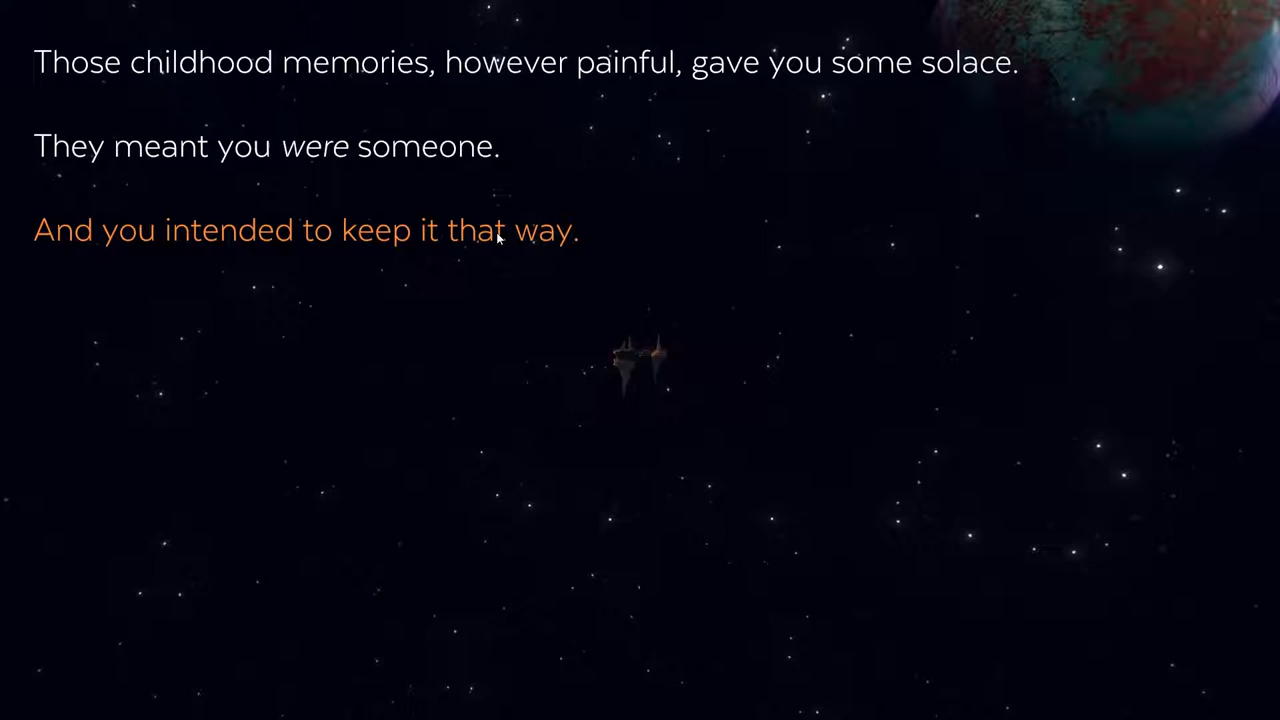 Those childhood memories, however painful, gave you some solace.
They meant you were someone.
And you intended to keep it that way.